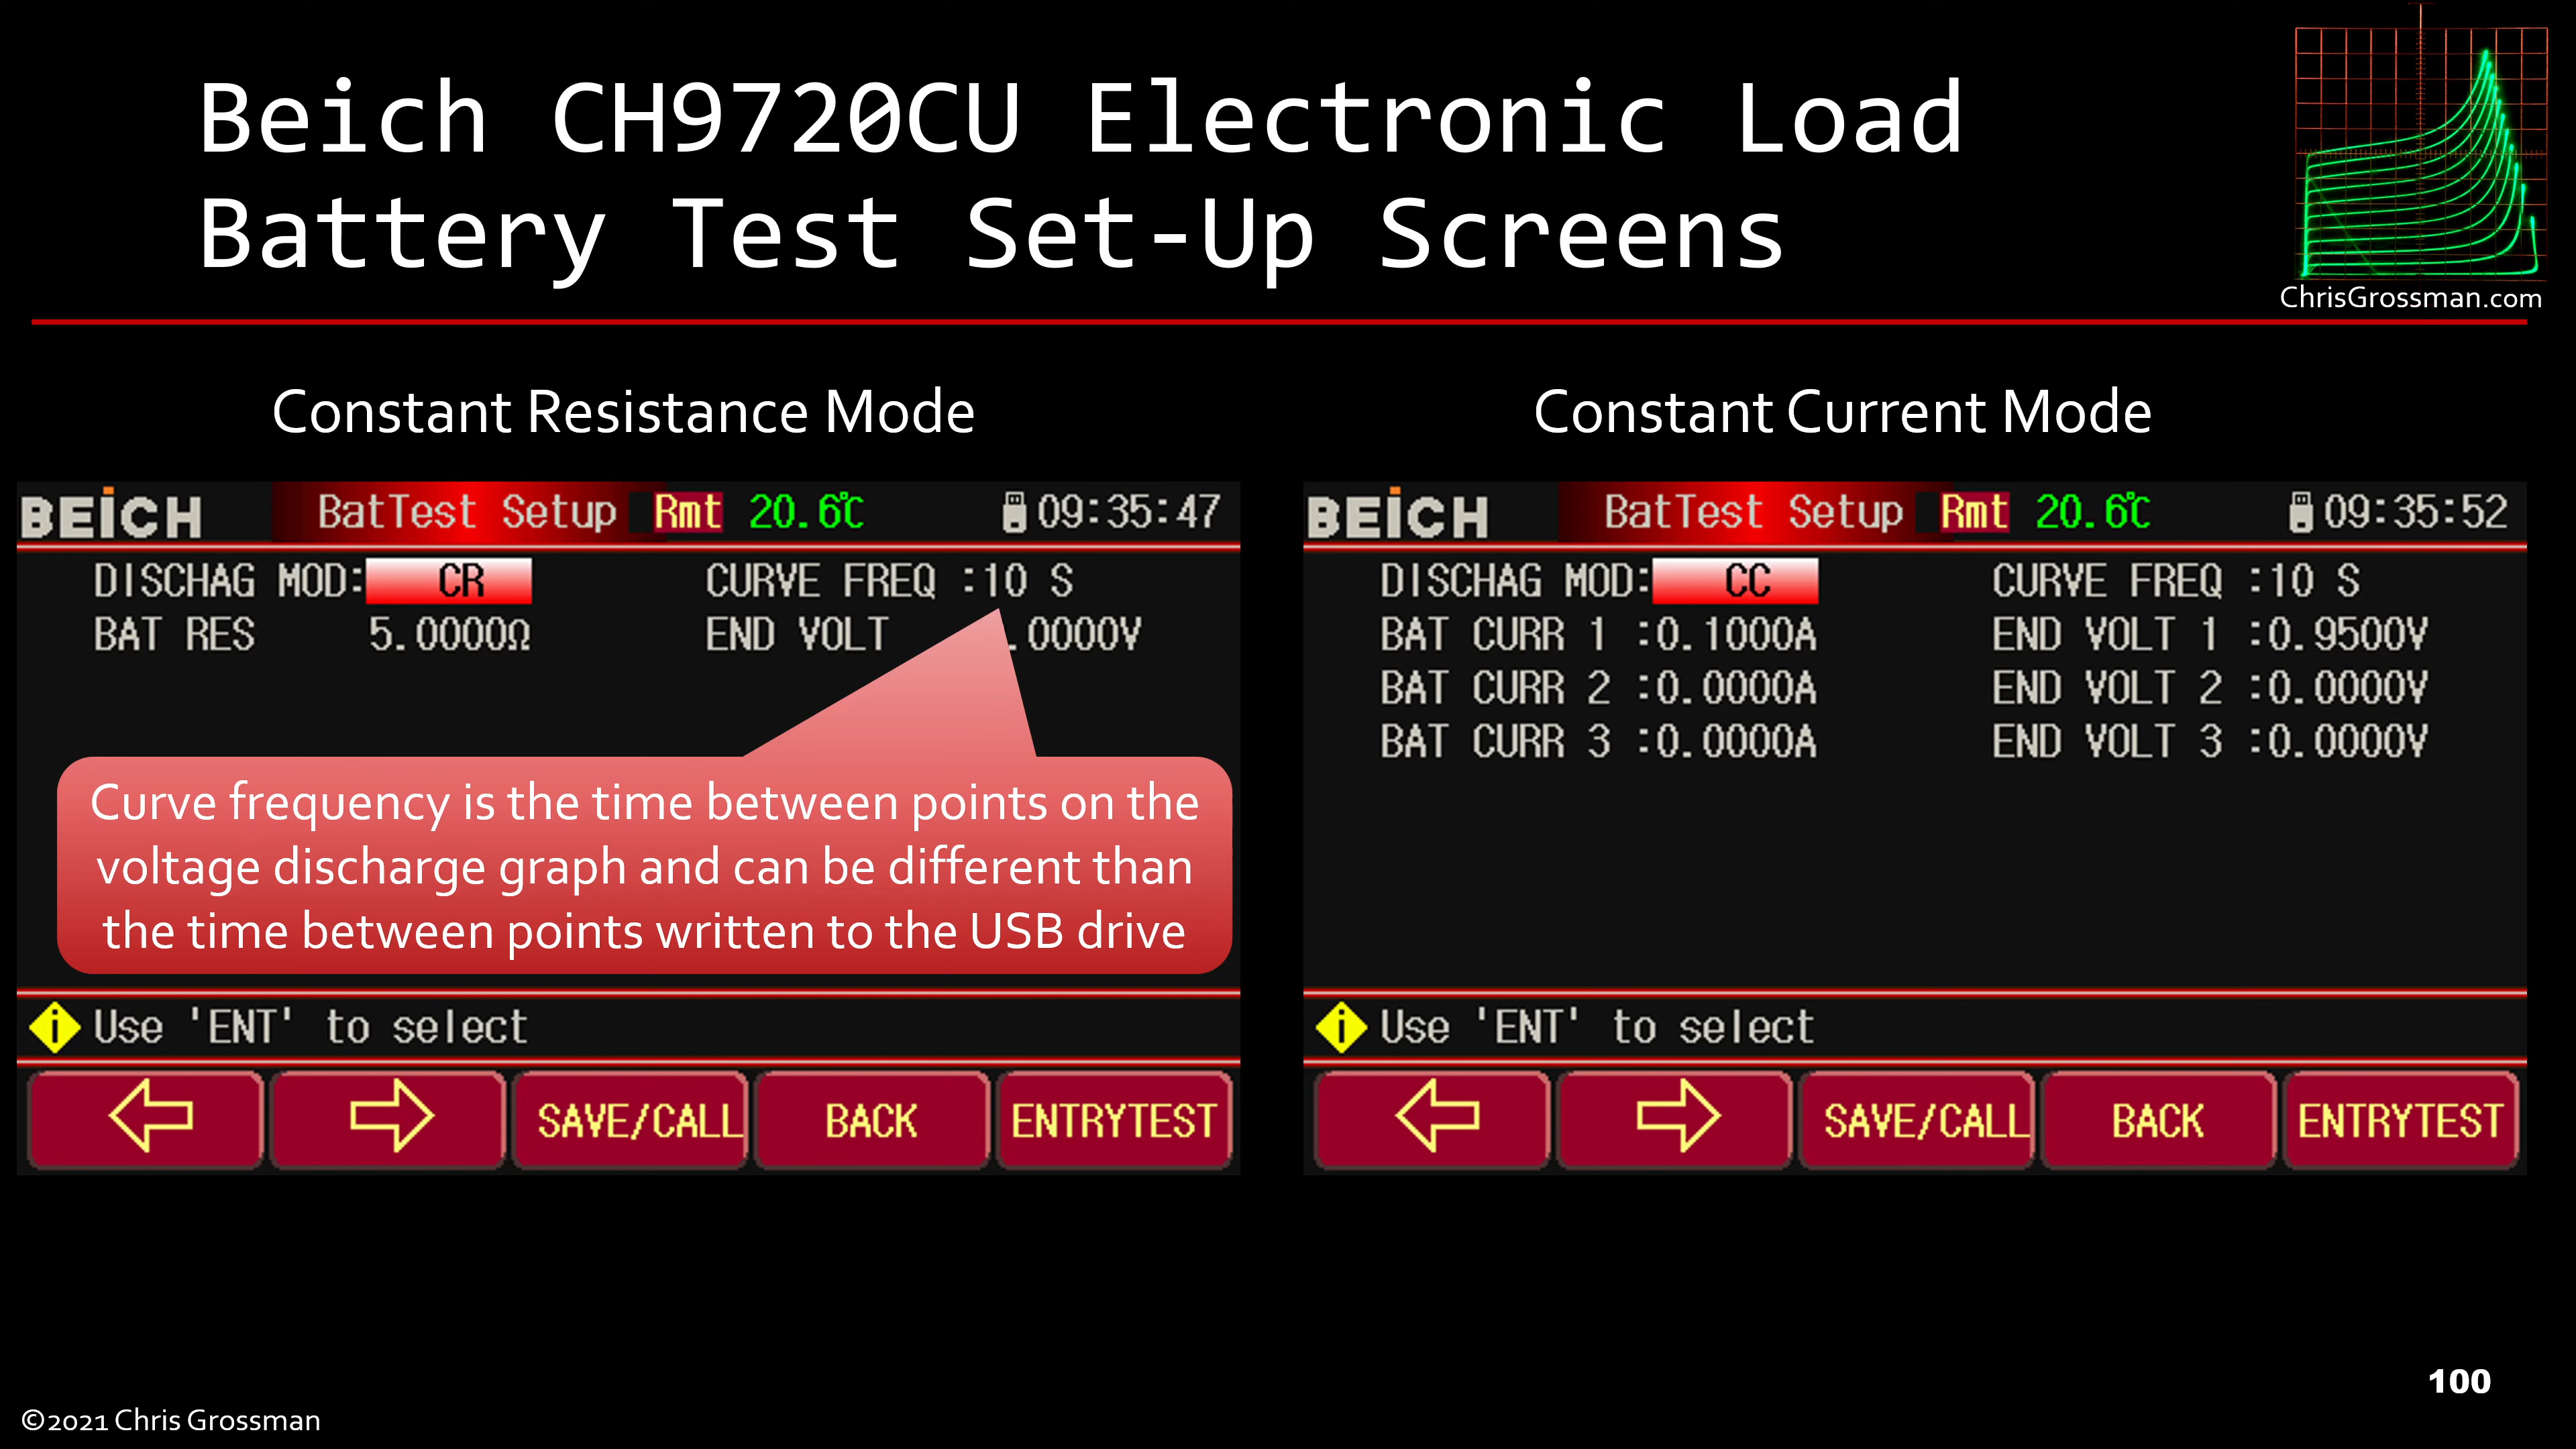 Beich CH9720CU Electronic Load
Battery Test Set-Up Screens
ChrisGrossman.com
Constant Resistance Mode
BEiCH BatTest Setup Rmt 20.6℃ 09:35:47
DISCHAG MOD: CR CURVE FREQ :10 S
BAT RES 5.0000Ω END VOLT .0000V
Curve frequency is the time between points on the
voltage discharge graph and can be different than
the time between points written to the USB drive
Use 'ENT' to select
SAVE/CALL BACK ENTRYTEST
Constant Current Mode
BEiCH BatTest Setup Rmt 20.6℃ 09:35:52
DISCHAG MOD: CC CURVE FREQ :10 S
BAT CURR 1 :0.1000A END VOLT 1 :0.9500V
BAT CURR 2 :0.0000A END VOLT 2 :0.0000V
BAT CURR 3 :0.0000A END VOLT 3 :0.0000V
Use 'ENT' to select
SAVE/CALL BACK ENTRYTEST
100
©2021 Chris Grossman